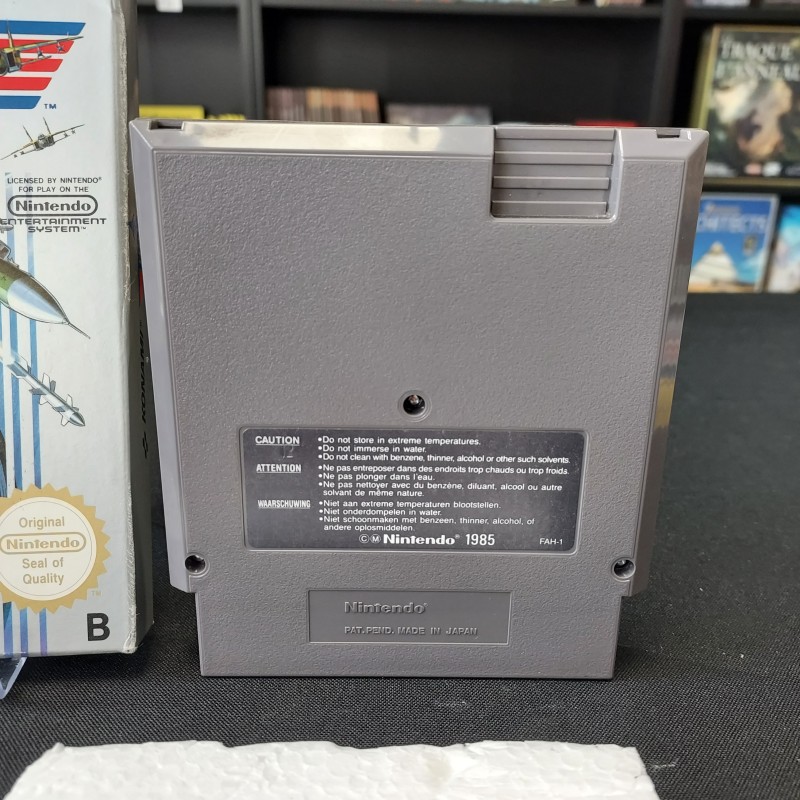 TM
LICENSED BY NINTENDO®
FOR PLAY ON THE
Nintendo
ENTERTAINMENT
SYSTEM™
Original
Nintendo
Seal of
Quality
TM
B
CAUTION
•Do not store in extreme temperatures.
•Do not immerse in water.
•Do not clean with benzene, thinner, alcohol or other such solvents.
ATTENTION
•Ne pas entreposer dans des endroits trop chauds ou trop froids.
•Ne pas plonger dans l'eau.
•Ne pas nettoyer avec du benzène, diluant, alcool ou autre
solvant de même nature.
WAARSCHUWING
•Niet aan extreme temperaturen blootstellen.
•Niet onderdompelen in water.
•Niet schoonmaken met benzeen, thinner, alcohol, of
andere oplosmiddelen.
©Ⓜ Nintendo® 1985
FAH-1
Nintendo®
PAT.PEND. MADE IN JAPAN
TRAQUE
L'ANNEAU